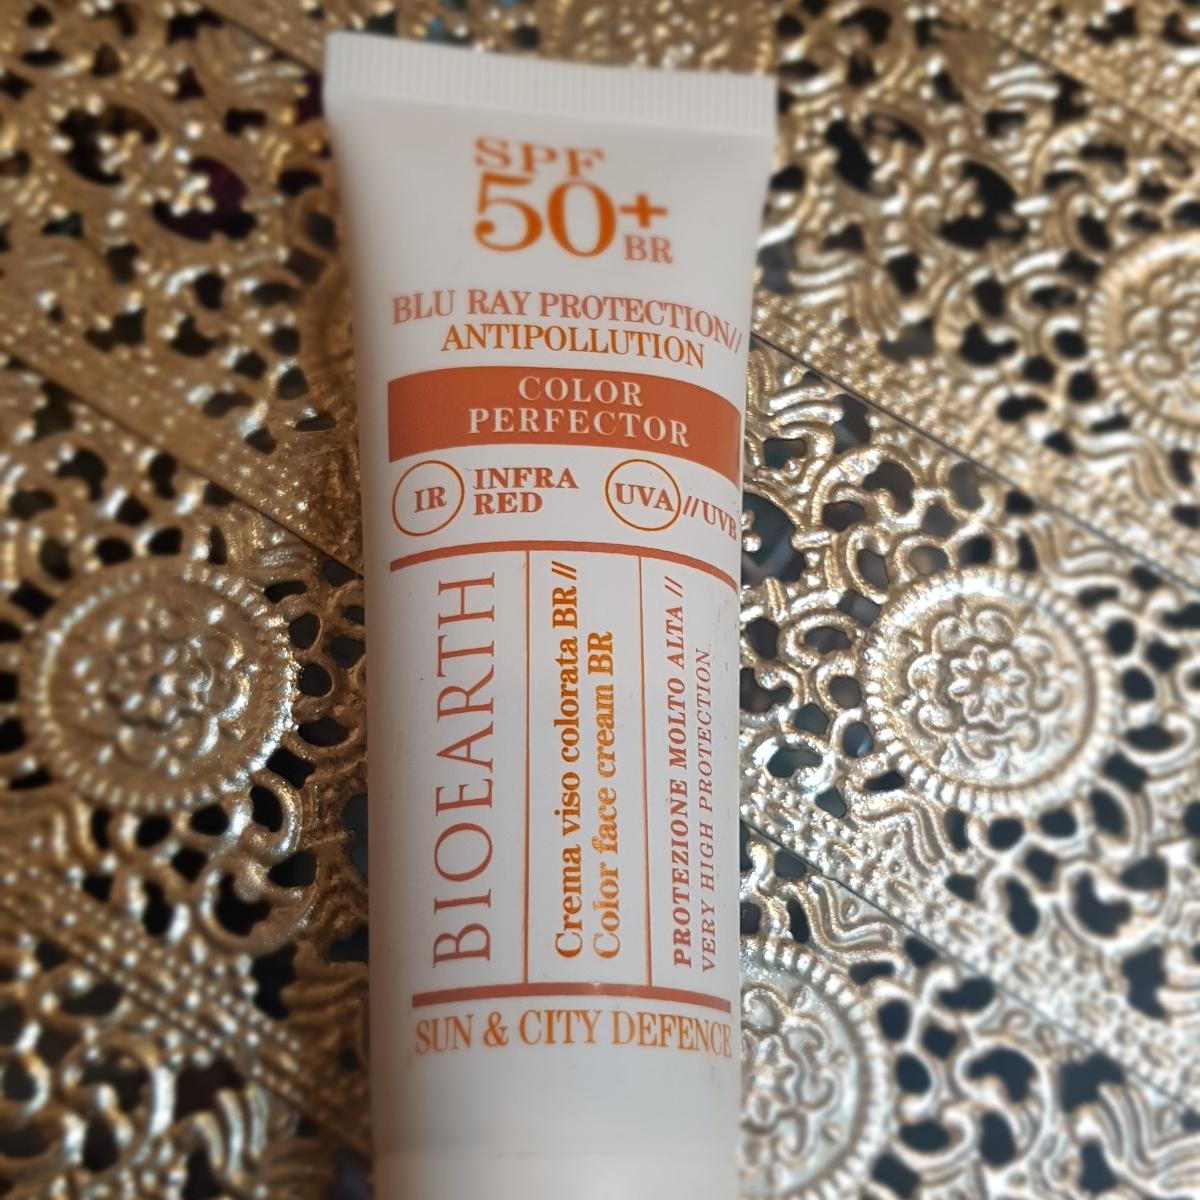 SPF
50+
BR
BLU RAY PROTECTION//
ANTIPOLLUTION
COLOR
PERFECTOR
IR INFRA RED
UVA//UVB
BIOEARTH
Crema viso colorata BR //
Color face cream BR
PROTEZIONE MOLTO ALTA //
VERY HIGH PROTECTION
SUN & CITY DEFENCE